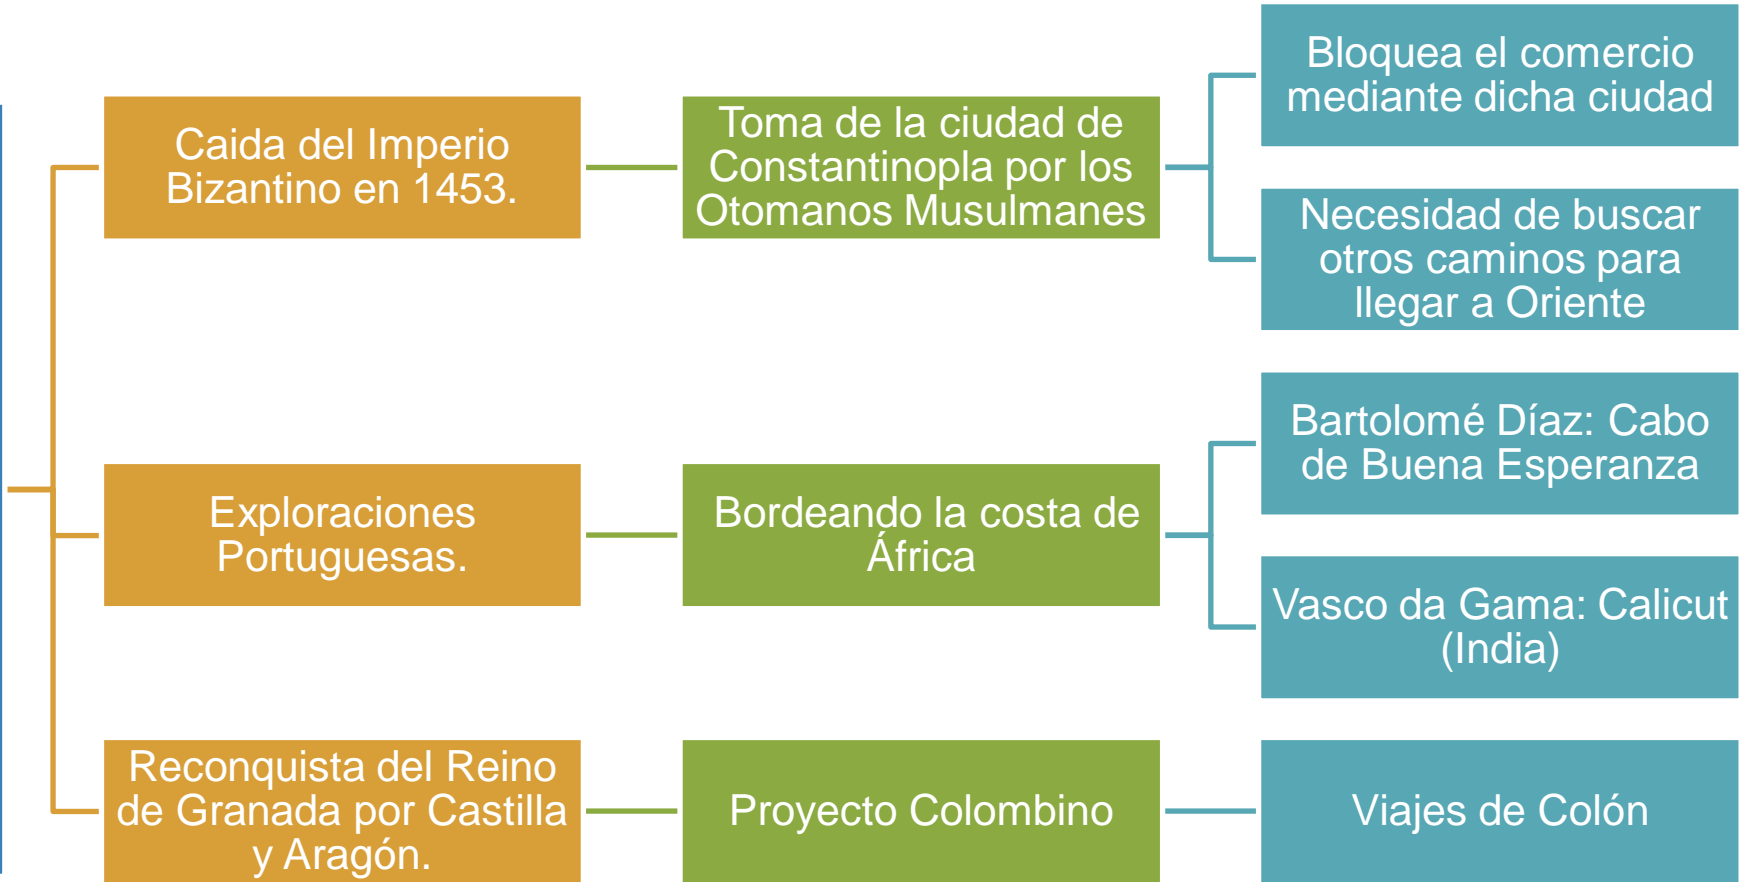 Caida del Imperio
Bizantino en 1453.
Toma de la ciudad de
Constantinopla por los
Otomanos Musulmanes
Bloquea el comercio
mediante dicha ciudad
Necesidad de buscar
otros caminos para
llegar a Oriente
Exploraciones
Portuguesas.
Bordeando la costa de
África
Bartolomé Díaz: Cabo
de Buena Esperanza
Vasco da Gama: Calicut
(India)
Reconquista del Reino
de Granada por Castilla
y Aragón.
Proyecto Colombino
Viajes de Colón